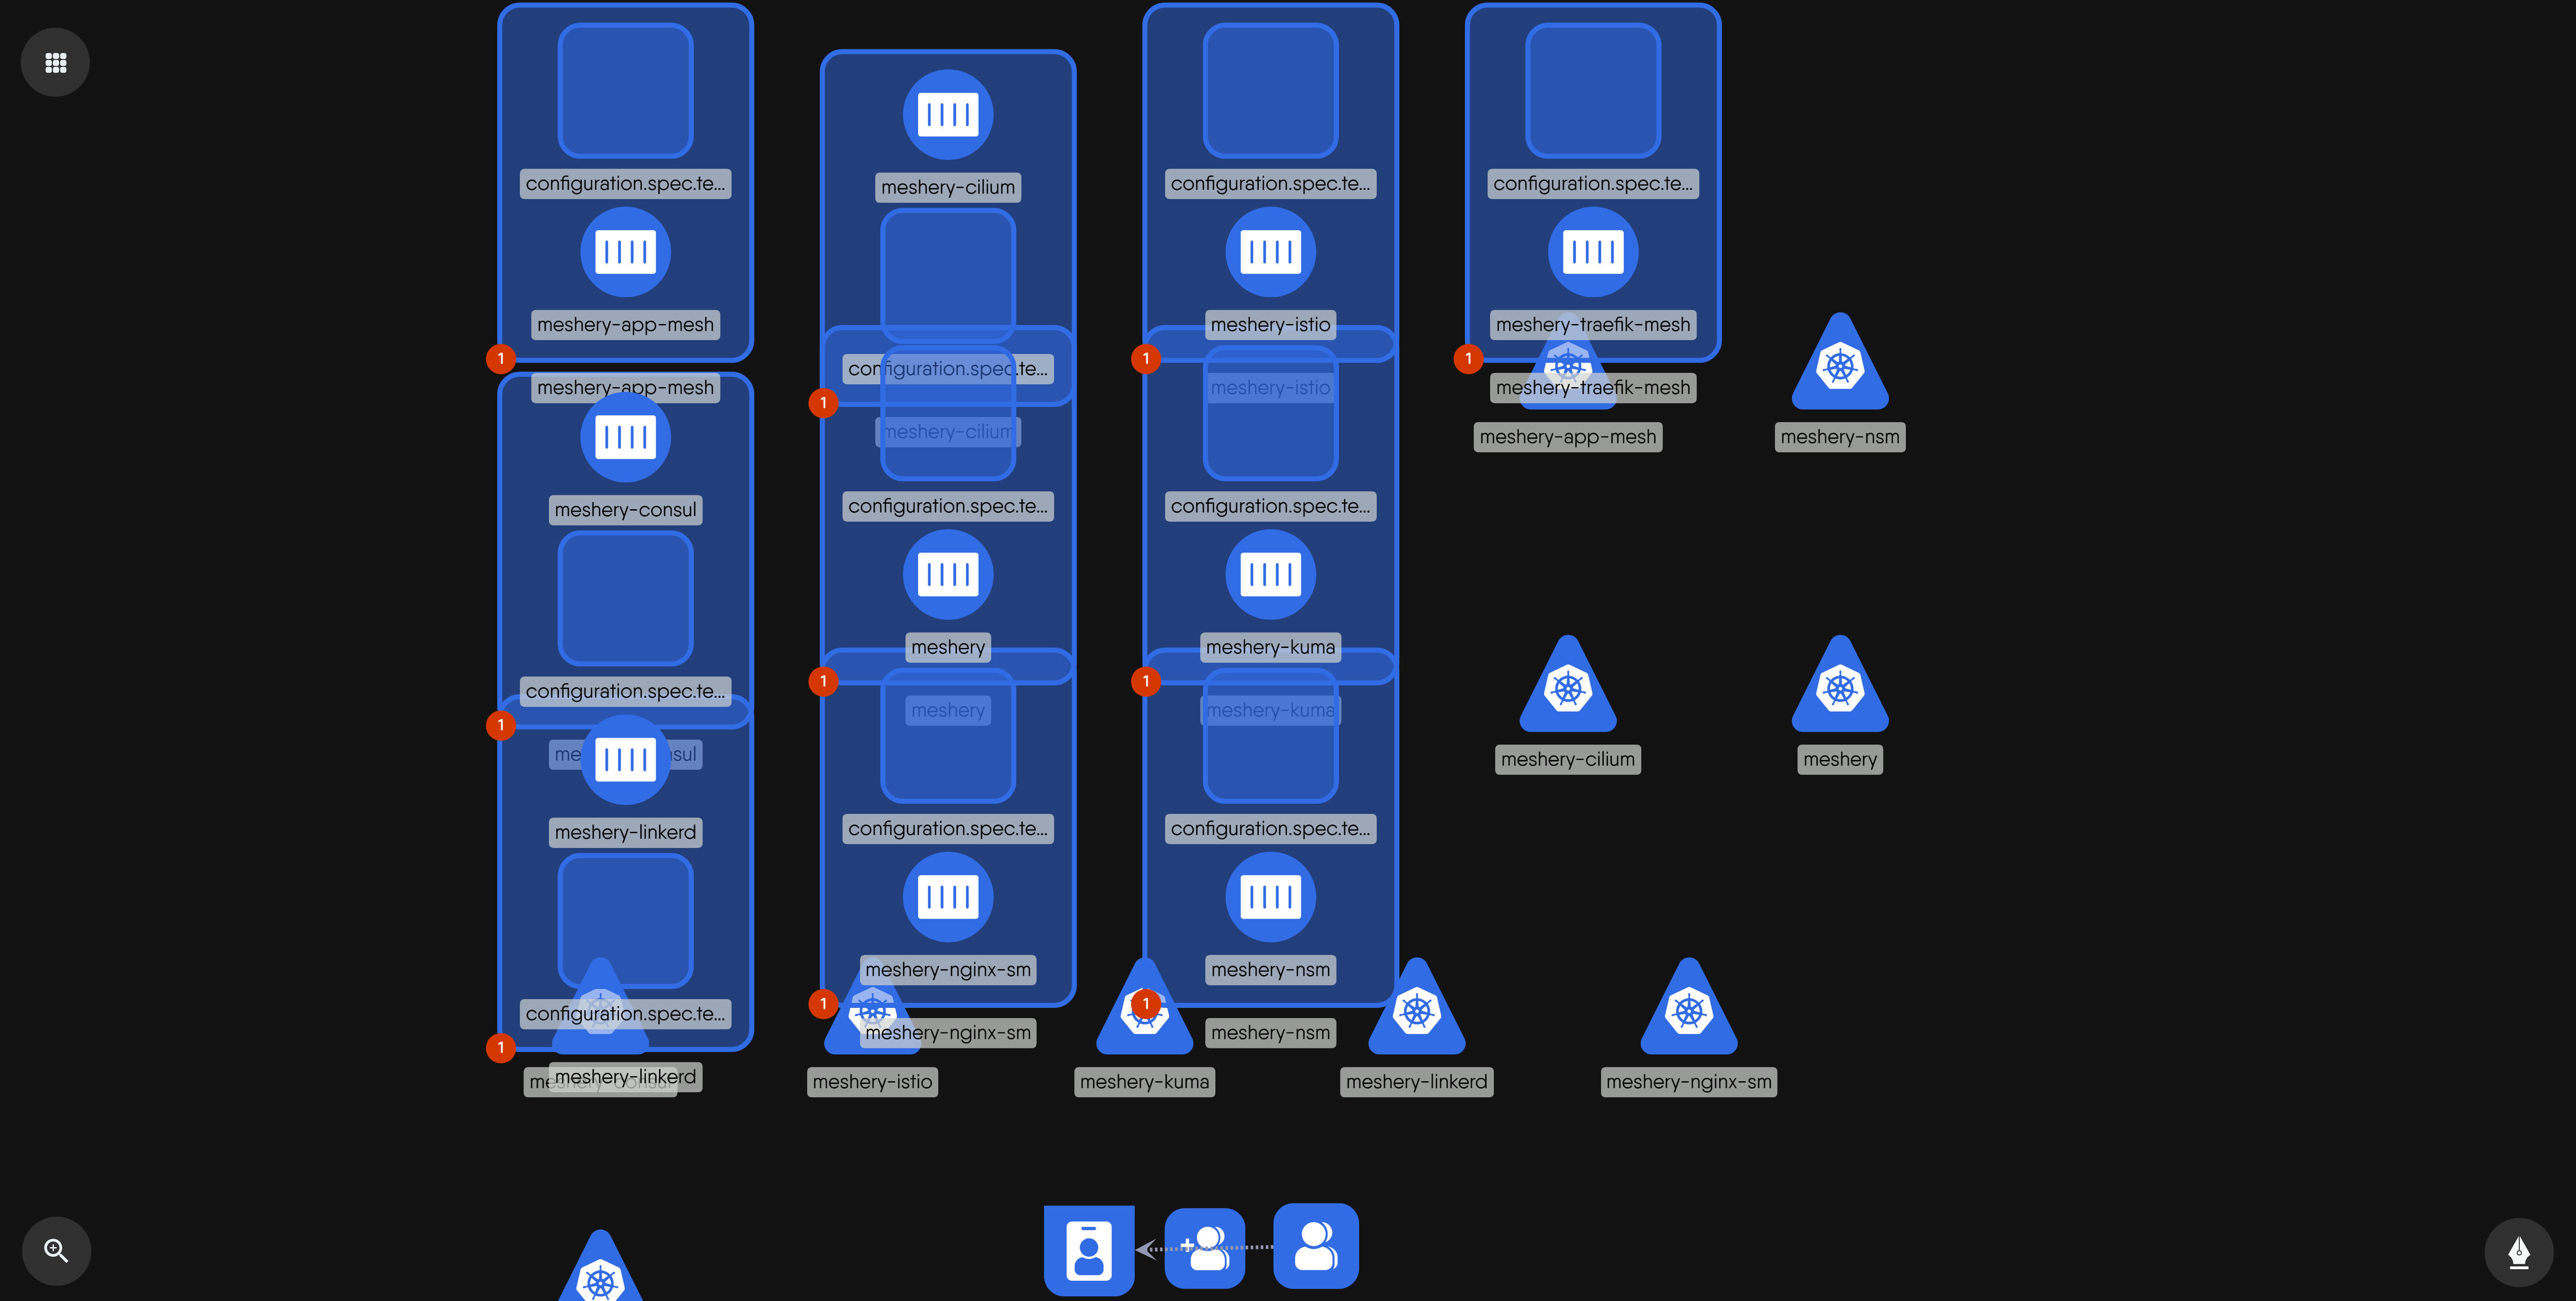 configuration.spec.te...
meshery-app-mesh
1
meshery-app-mesh
meshery-consul
configuration.spec.te...
1
meshery-linkerd
configuration.spec.te...
1
meshery-linkerd
meshery-cilium
configuration.spec.te...
1
meshery-cilium
configuration.spec.te...
meshery
1
meshery
configuration.spec.te...
meshery-nginx-sm
1
meshery-nginx-sm
meshery-istio
configuration.spec.te...
meshery-istio
1
meshery-istio
configuration.spec.te...
meshery-kuma
1
meshery-kuma
configuration.spec.te...
meshery-nsm
1
meshery-nsm
meshery-kuma
configuration.spec.te...
meshery-traefik-mesh
1
meshery-traefik-mesh
meshery-app-mesh
meshery-nsm
meshery-cilium
meshery
meshery-linkerd
meshery-nginx-sm